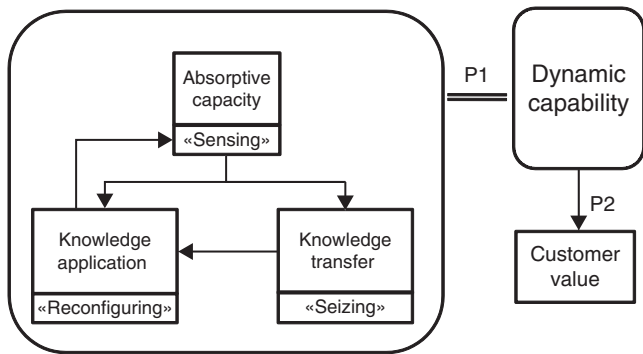 Absorptive
capacity
«Sensing»
Knowledge
application
«Reconfiguring»
Knowledge
transfer
«Seizing»
P1
Dynamic
capability
P2
Customer
value